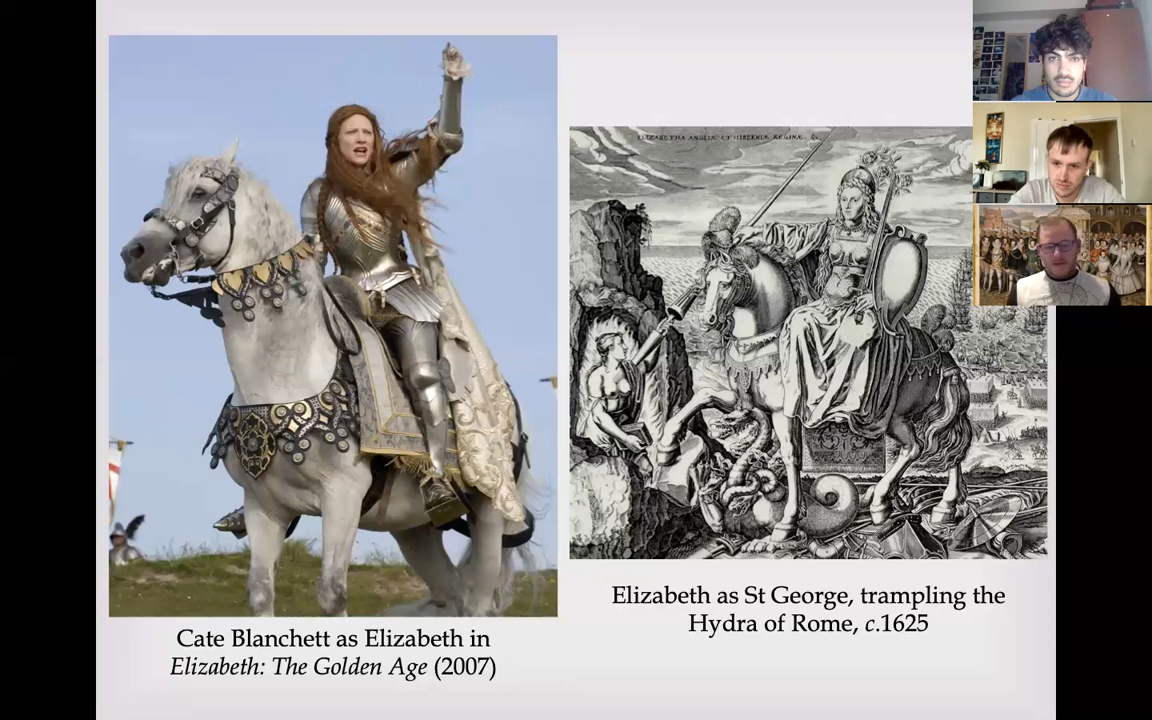 ELIZABETHA ANGLIÆ ET HIBERNIÆ REGINÆ &c.
Cate Blanchett as Elizabeth in
Elizabeth: The Golden Age (2007)
Elizabeth as St George, trampling the
Hydra of Rome, c.1625